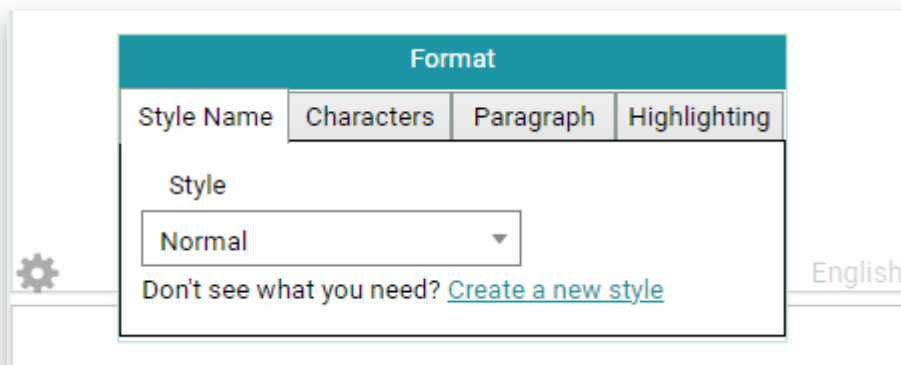 Format
Style Name Characters Paragraph Highlighting
Style
Normal
English
Don't see what you need? Create a new style